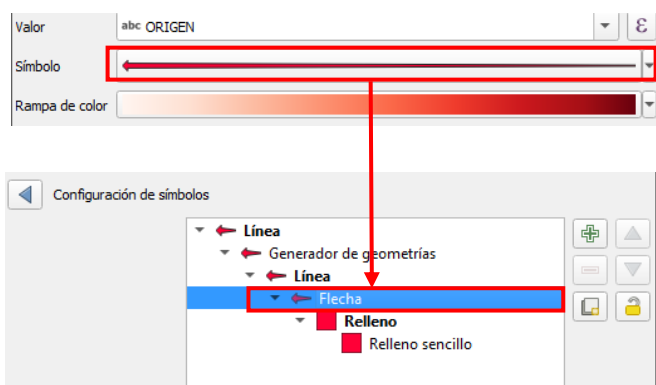 Valor abc ORIGEN ε
Símbolo
Rampa de color
Configuración de símbolos
Línea
Generador de geometrías
Línea
Flecha
Relleno
Relleno sencillo